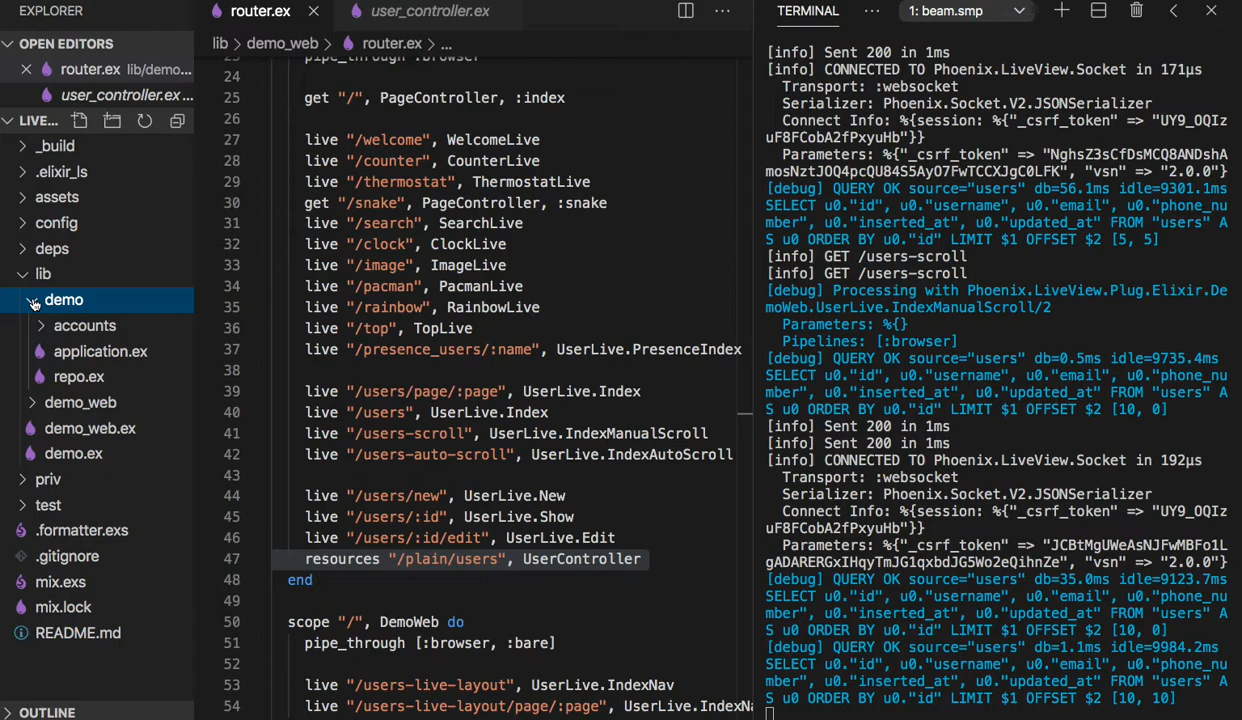 EXPLORER
OPEN EDITORS
router.ex lib/demo...
user_controller.ex ...
LIVE...
_build
.elixir_ls
assets
config
deps
lib
demo
accounts
application.ex
repo.ex
demo_web
demo_web.ex
demo.ex
priv
test
.formatter.exs
.gitignore
mix.exs
mix.lock
README.md
OUTLINE
router.ex
user_controller.ex
lib > demo_web > router.ex > ...
23 pipe_through :browser
24
25 get "/", PageController, :index
26
27 live "/welcome", WelcomeLive
28 live "/counter", CounterLive
29 live "/thermostat", ThermostatLive
30 get "/snake", PageController, :snake
31 live "/search", SearchLive
32 live "/clock", ClockLive
33 live "/image", ImageLive
34 live "/pacman", PacmanLive
35 live "/rainbow", RainbowLive
36 live "/top", TopLive
37 live "/presence_users/:name", UserLive.PresenceIndex
38
39 live "/users/page/:page", UserLive.Index
40 live "/users", UserLive.Index
41 live "/users-scroll", UserLive.IndexManualScroll
42 live "/users-auto-scroll", UserLive.IndexAutoScroll
43
44 live "/users/new", UserLive.New
45 live "/users/:id", UserLive.Show
46 live "/users/:id/edit", UserLive.Edit
47 resources "/plain/users", UserController
48 end
49
50 scope "/", DemoWeb do
51 pipe_through [:browser, :bare]
52
53 live "/users-live-layout", UserLive.IndexNav
54 live "/users-live-layout/page/:page", UserLive.IndexNa
TERMINAL
1: beam.smp
[info] Sent 200 in 1ms
[info] CONNECTED TO Phoenix.LiveView.Socket in 171µs
Transport: :websocket
Serializer: Phoenix.Socket.V2.JSONSerializer
Connect Info: %{session: %{"_csrf_token" => "UY9_OQIz
uF8FCobA2fPxyuHb"}}
Parameters: %{"_csrf_token" => "NghsZ3sCfDsMCQ8ANDshA
mosNztJOQ4pcQU84S5AyO7FwTCCXJgC0LFK", "vsn" => "2.0.0"}
[debug] QUERY OK source="users" db=56.1ms idle=9301.1ms
SELECT u0."id", u0."username", u0."email", u0."phone_nu
mber", u0."inserted_at", u0."updated_at" FROM "users" A
S u0 ORDER BY u0."id" LIMIT $1 OFFSET $2 [5, 5]
[info] GET /users-scroll
[info] GET /users-scroll
[debug] Processing with Phoenix.LiveView.Plug.Elixir.De
moWeb.UserLive.IndexManualScroll/2
Parameters: %{}
Pipelines: [:browser]
[debug] QUERY OK source="users" db=0.5ms idle=9735.4ms
SELECT u0."id", u0."username", u0."email", u0."phone_nu
mber", u0."inserted_at", u0."updated_at" FROM "users" A
S u0 ORDER BY u0."id" LIMIT $1 OFFSET $2 [10, 0]
[info] Sent 200 in 1ms
[info] Sent 200 in 1ms
[info] CONNECTED TO Phoenix.LiveView.Socket in 192µs
Transport: :websocket
Serializer: Phoenix.Socket.V2.JSONSerializer
Connect Info: %{session: %{"_csrf_token" => "UY9_OQIz
uF8FCobA2fPxyuHb"}}
Parameters: %{"_csrf_token" => "JCBtMgUWeAsNJFwMBFo1L
gADARERGxIHqyTmJG1qxbdJG5Wo2eQihnZe", "vsn" => "2.0.0"}
[debug] QUERY OK source="users" db=35.0ms idle=9123.7ms
SELECT u0."id", u0."username", u0."email", u0."phone_nu
mber", u0."inserted_at", u0."updated_at" FROM "users" A
S u0 ORDER BY u0."id" LIMIT $1 OFFSET $2 [10, 0]
[debug] QUERY OK source="users" db=1.1ms idle=9984.2ms
SELECT u0."id", u0."username", u0."email", u0."phone_nu
mber", u0."inserted_at", u0."updated_at" FROM "users" A
S u0 ORDER BY u0."id" LIMIT $1 OFFSET $2 [10, 10]